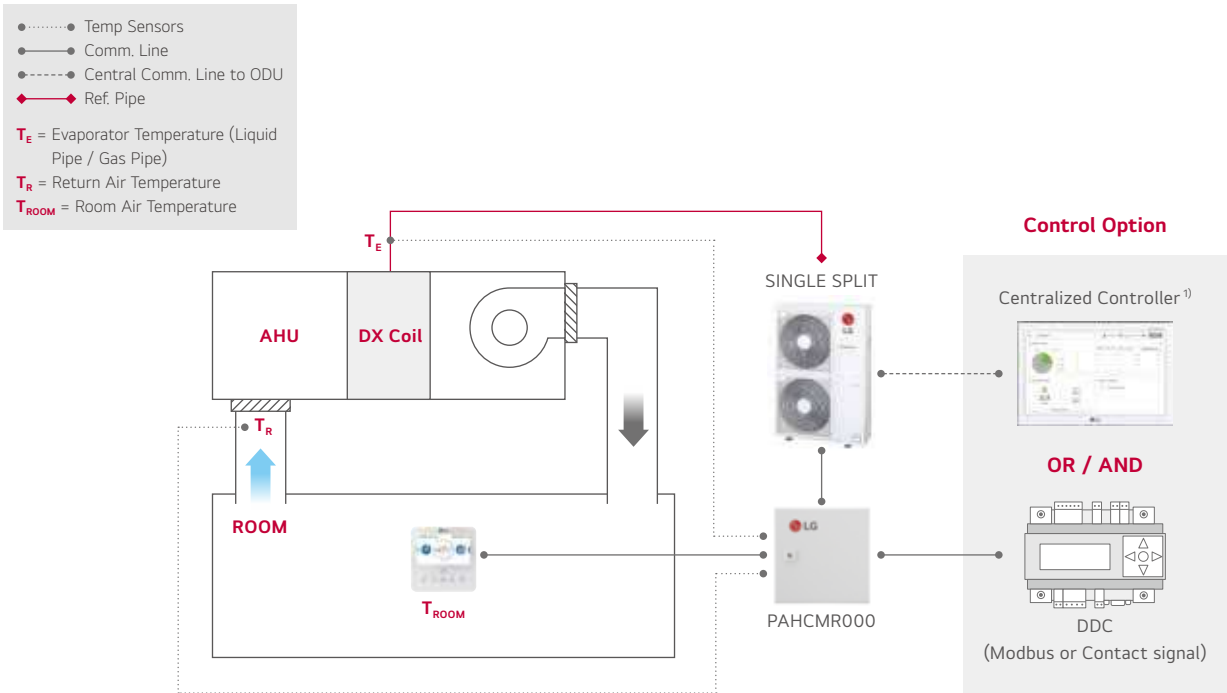 Temp Sensors
Comm. Line
Central Comm. Line to ODU
Ref. Pipe
TE = Evaporator Temperature (Liquid
Pipe / Gas Pipe)
TR = Return Air Temperature
TROOM = Room Air Temperature
Control Option
TE
SINGLE SPLIT
Centralized Controller 1)
AHU
DX Coil
LG
TR
OR / AND
ROOM
LG
TROOM
PAHCMR000
DDC
(Modbus or Contact signal)